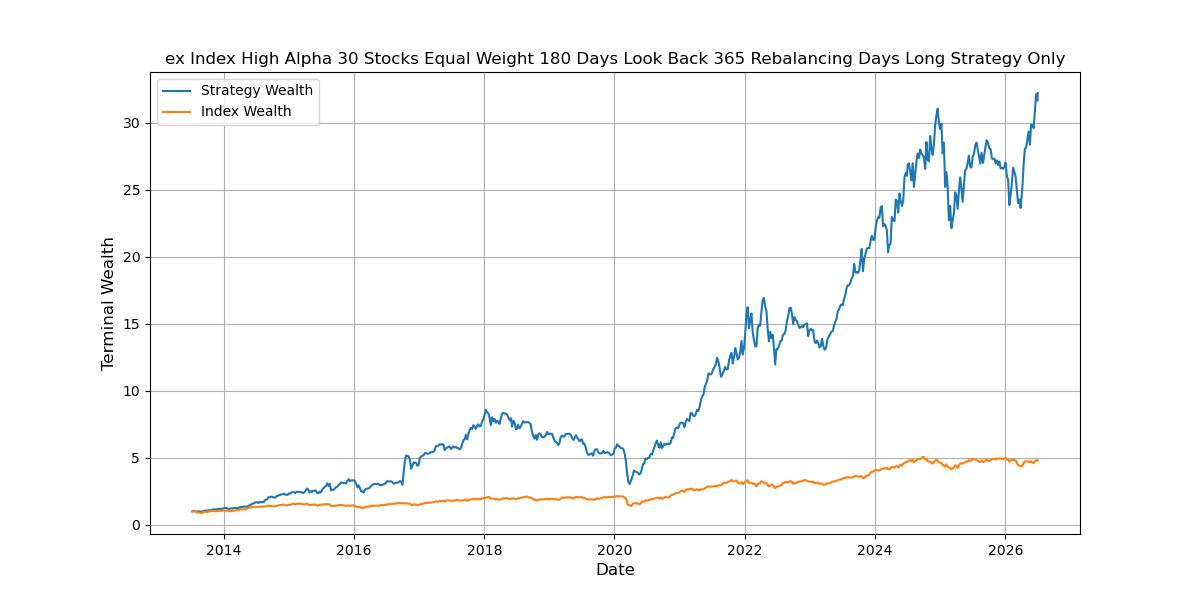 ex Index High Alpha 30 Stocks Equal Weight 180 Days Look Back 365 Rebalancing Days Long Strategy Only
Strategy Wealth
Index Wealth
Terminal Wealth
30
25
20
15
10
5
0
2014 2016 2018 2020 2022 2024 2026
Date